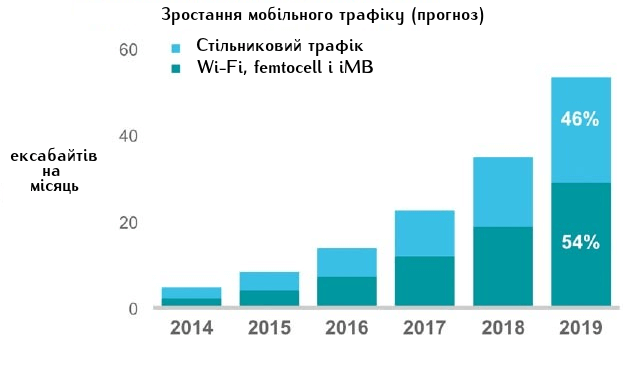 Зростання мобільного трафіку (прогноз)
60
Стільниковий трафік
Wi-Fi, femtocell і іМВ
46%
40
ексабайтів
на
місяць
20
54%
0
2014 2015 2016 2017 2018 2019